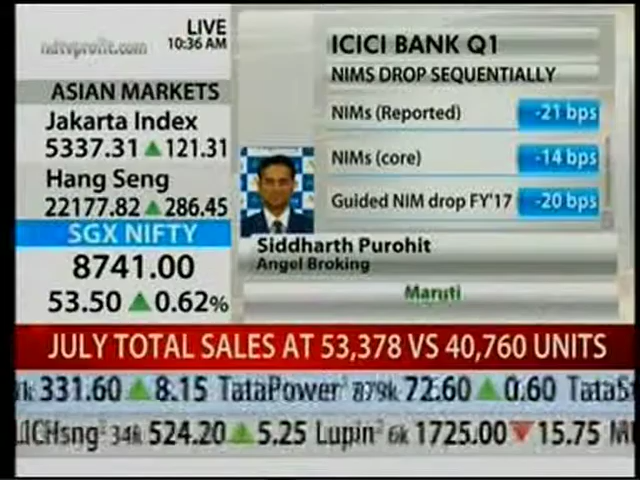 ndtvprofit.com
LIVE
10:36 AM
ASIAN MARKETS
Jakarta Index
5337.31 ▲ 121.31
Hang Seng
22177.82 ▲ 286.45
SGX NIFTY
8741.00
53.50 ▲ 0.62%
ICICI BANK Q1
NIMS DROP SEQUENTIALLY
NIMs (Reported) -21 bps
NIMs (core) -14 bps
Guided NIM drop FY'17 -20 bps
Siddharth Purohit
Angel Broking
Maruti
JULY TOTAL SALES AT 53,378 VS 40,760 UNITS
331.60 ▲ 8.15 TataPower 879k 72.60 ▲ 0.60 TataS
LICHsng 34k 524.20 ▲ 5.25 Lupin 6k 1725.00 ▼ 15.75